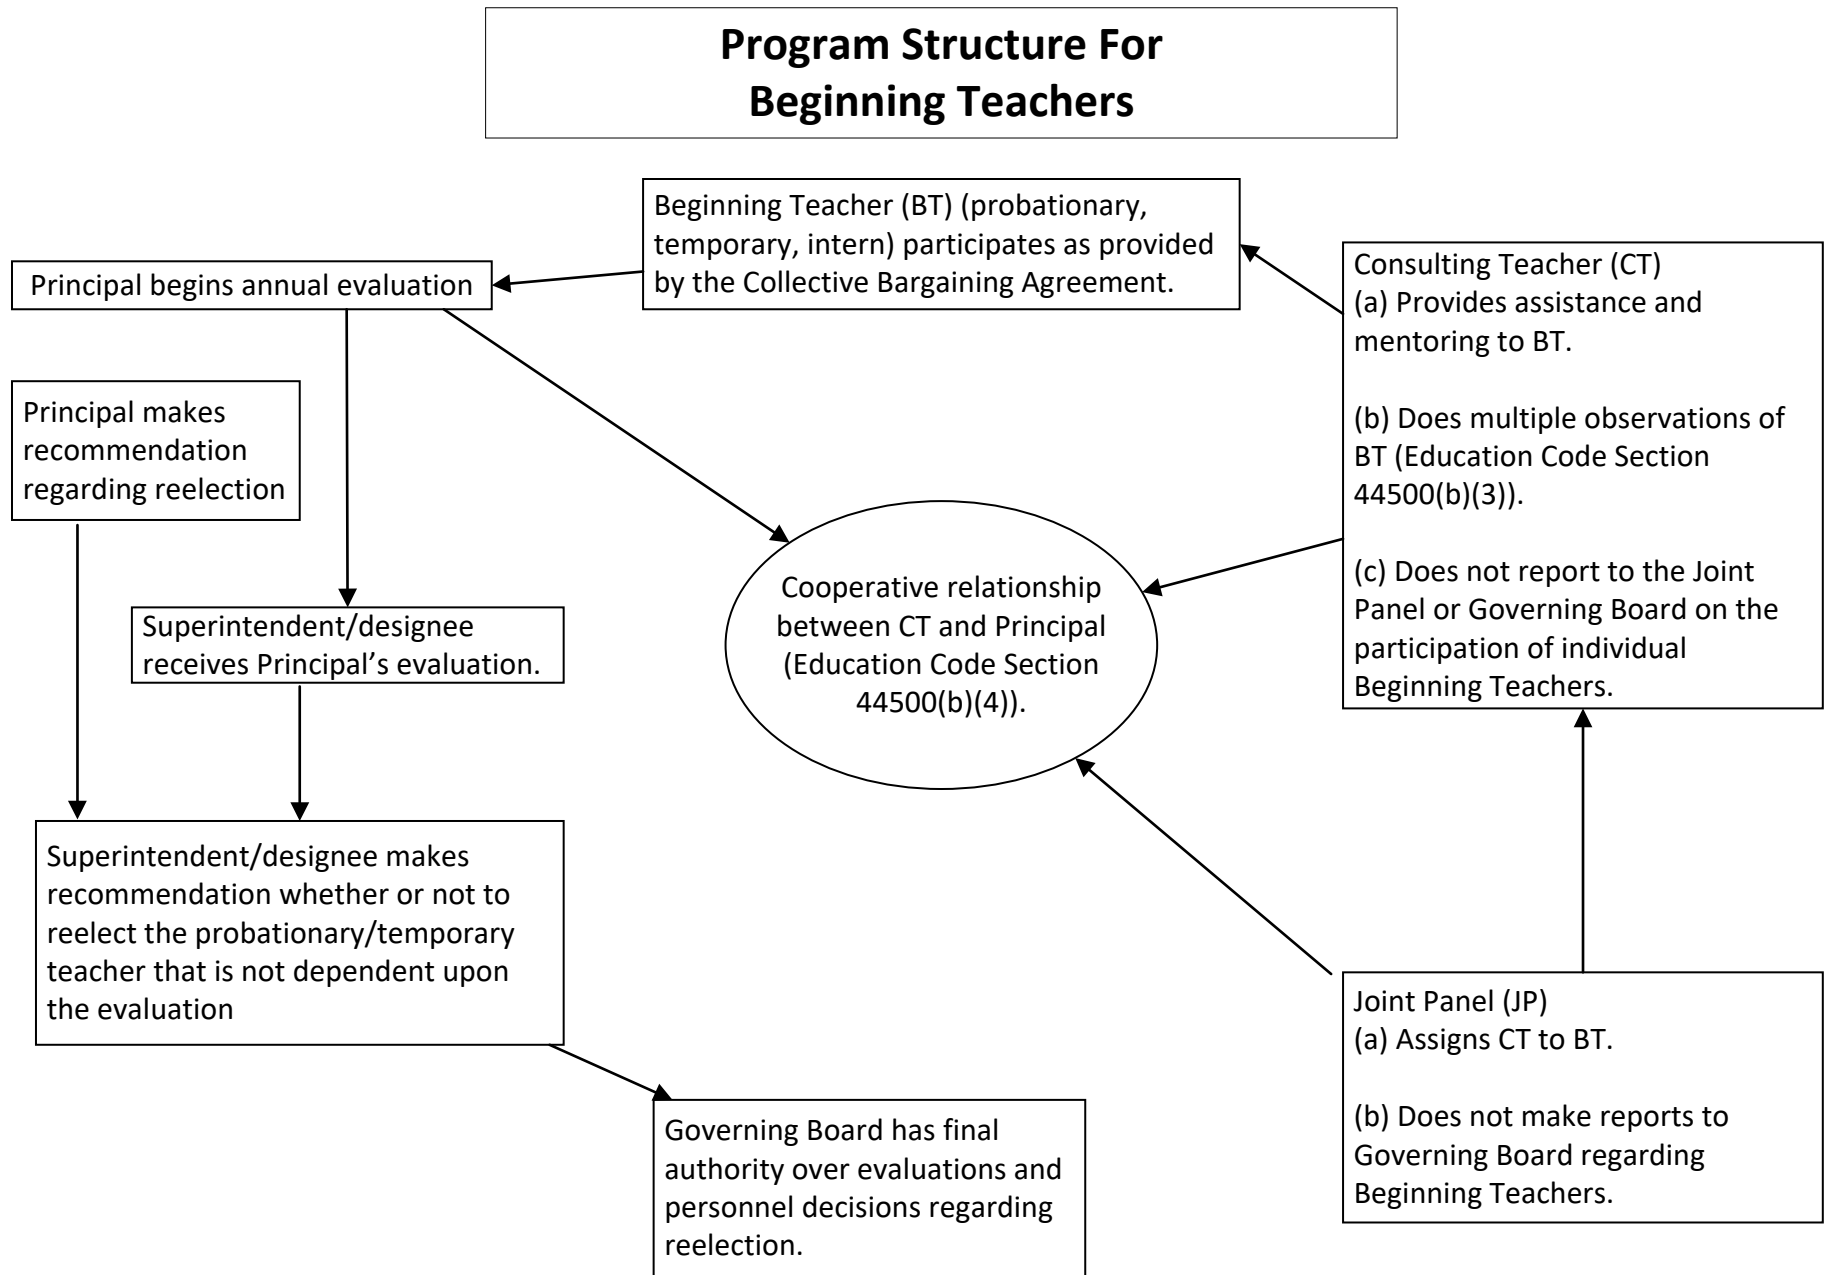 Program Structure For
Beginning Teachers
Beginning Teacher (BT) (probationary,
temporary, intern) participates as provided
by the Collective Bargaining Agreement.
Principal begins annual evaluation
Consulting Teacher (CT)
(a) Provides assistance and
mentoring to BT.
(b) Does multiple observations of
BT (Education Code Section
44500(b)(3)).
(c) Does not report to the Joint
Panel or Governing Board on the
participation of individual
Beginning Teachers.
Principal makes
recommendation
regarding reelection
Cooperative relationship
between CT and Principal
(Education Code Section
44500(b)(4)).
Superintendent/designee
receives Principal’s evaluation.
Superintendent/designee makes
recommendation whether or not to
reelect the probationary/temporary
teacher that is not dependent upon
the evaluation
Joint Panel (JP)
(a) Assigns CT to BT.
(b) Does not make reports to
Governing Board regarding
Beginning Teachers.
Governing Board has final
authority over evaluations and
personnel decisions regarding
reelection.